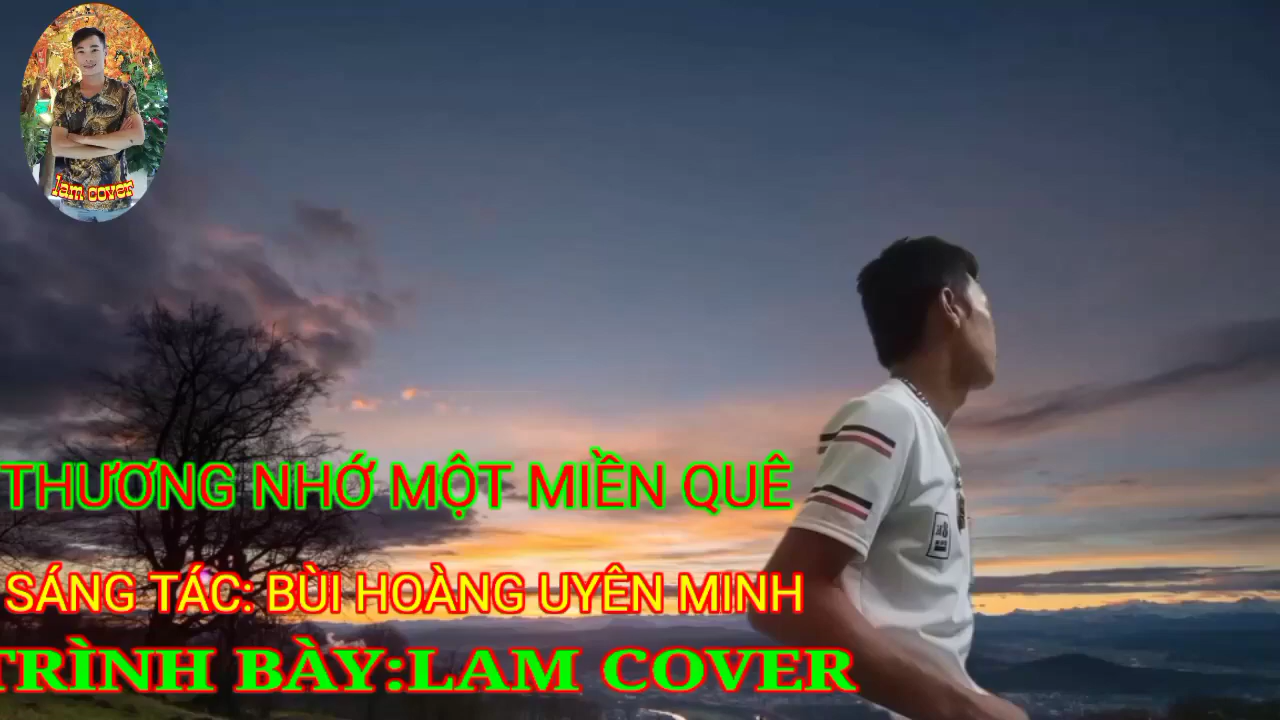 lam cover
THƯƠNG NHỚ MỘT MIỀN QUÊ
SÁNG TÁC: BÙI HOÀNG UYÊN MINH
TRÌNH BÀY:LAM COVER